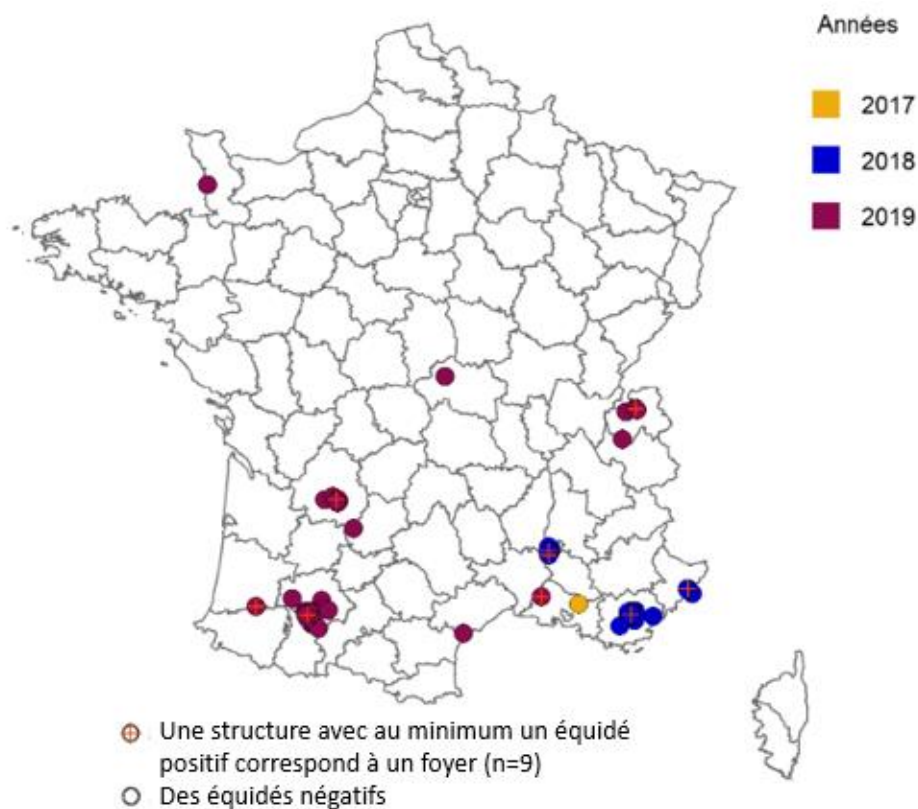 Années
2017
2018
2019
Une structure avec au minimum un équidé
positif correspond à un foyer (n=9)
Des équidés négatifs